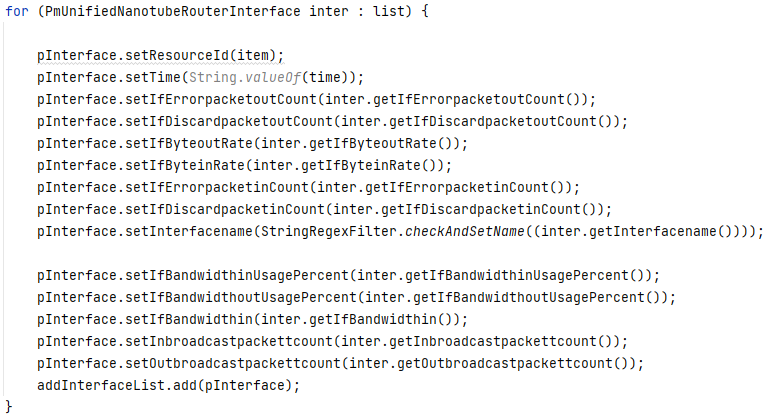 for (PmUnifiedNanotubeRouterInterface inter : list) {
pInterface.setResourceId(item);
pInterface.setTime(String.valueOf(time));
pInterface.setIfErrorpacketoutCount(inter.getIfErrorpacketoutCount());
pInterface.setIfDiscardpacketoutCount(inter.getIfDiscardpacketoutCount());
pInterface.setIfByteoutRate(inter.getIfByteoutRate());
pInterface.setIfByteinRate(inter.getIfByteinRate());
pInterface.setIfErrorpacketinCount(inter.getIfErrorpacketinCount());
pInterface.setIfDiscardpacketinCount(inter.getIfDiscardpacketinCount());
pInterface.setInterfacename(StringRegexFilter.checkAndSetName((inter.getInterfacename())));
pInterface.setIfBandwidthinUsagePercent(inter.getIfBandwidthinUsagePercent());
pInterface.setIfBandwidthoutUsagePercent(inter.getIfBandwidthoutUsagePercent());
pInterface.setIfBandwidthin(inter.getIfBandwidthin());
pInterface.setInbroadcastpackettcount(inter.getInbroadcastpackettcount());
pInterface.setOutbroadcastpackettcount(inter.getOutbroadcastpackettcount());
addInterfaceList.add(pInterface);
}